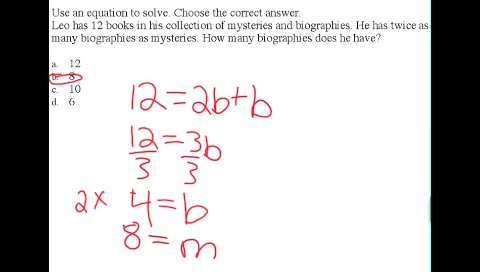 Use an equation to solve. Choose the correct answer.
Leo has 12 books in his collection of mysteries and biographies. He has twice as
many biographies as mysteries. How many biographies does he have?
a. 12
b. 8
c. 10
d. 6
12 = 2b + b
12/3 = 3/3 b
2x 4 = b
8 = m